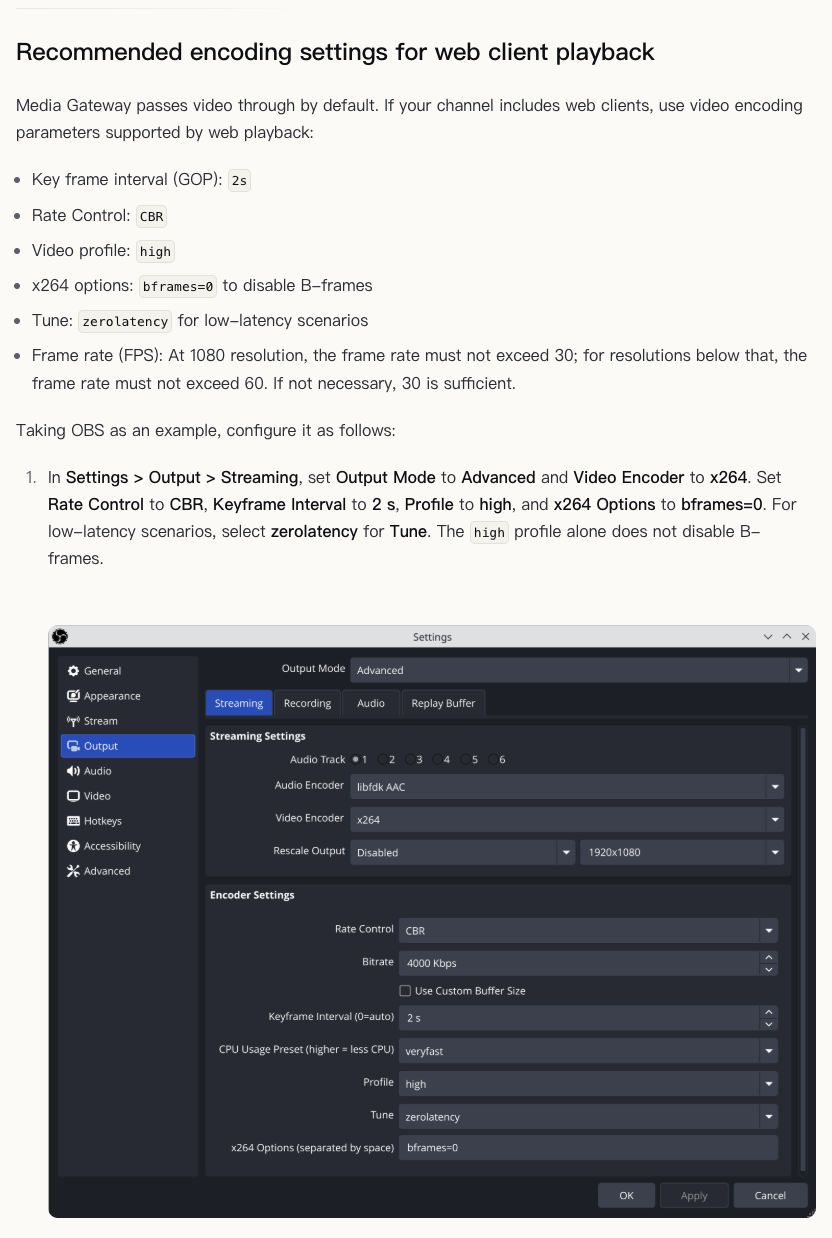 Recommended encoding settings for web client playback
Media Gateway passes video through by default. If your channel includes web clients, use video encoding
parameters supported by web playback:
• Key frame interval (GOP): 2s
• Rate Control: CBR
• Video profile: high
• x264 options: bframes=0 to disable B–frames
• Tune: zerolatency for low–latency scenarios
• Frame rate (FPS): At 1080 resolution, the frame rate must not exceed 30; for resolutions below that, the
frame rate must not exceed 60. If not necessary, 30 is sufficient.
Taking OBS as an example, configure it as follows:
1. In Settings > Output > Streaming, set Output Mode to Advanced and Video Encoder to x264. Set
Rate Control to CBR, Keyframe Interval to 2 s, Profile to high, and x264 Options to bframes=0. For
low–latency scenarios, select zerolatency for Tune. The high profile alone does not disable B–
frames.
Settings
General
Appearance
Stream
Output
Audio
Video
Hotkeys
Accessibility
Advanced
Output Mode Advanced
Streaming Recording Audio Replay Buffer
Streaming Settings
Audio Track 1 2 3 4 5 6
Audio Encoder libfdk AAC
Video Encoder x264
Rescale Output Disabled 1920x1080
Encoder Settings
Rate Control CBR
Bitrate 4000 Kbps
Use Custom Buffer Size
Keyframe Interval (0=auto) 2 s
CPU Usage Preset (higher = less CPU) veryfast
Profile high
Tune zerolatency
x264 Options (separated by space) bframes=0
OK Apply Cancel